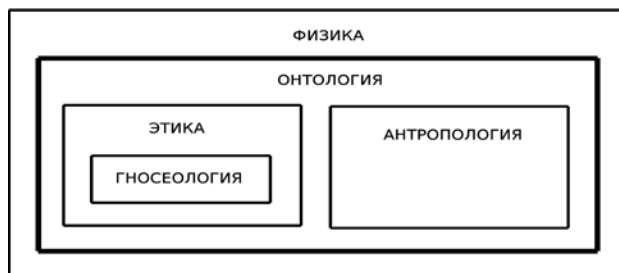 ФИЗИКА
ОНТОЛОГИЯ
ЭТИКА
АНТРОПОЛОГИЯ
ГНОСЕОЛОГИЯ